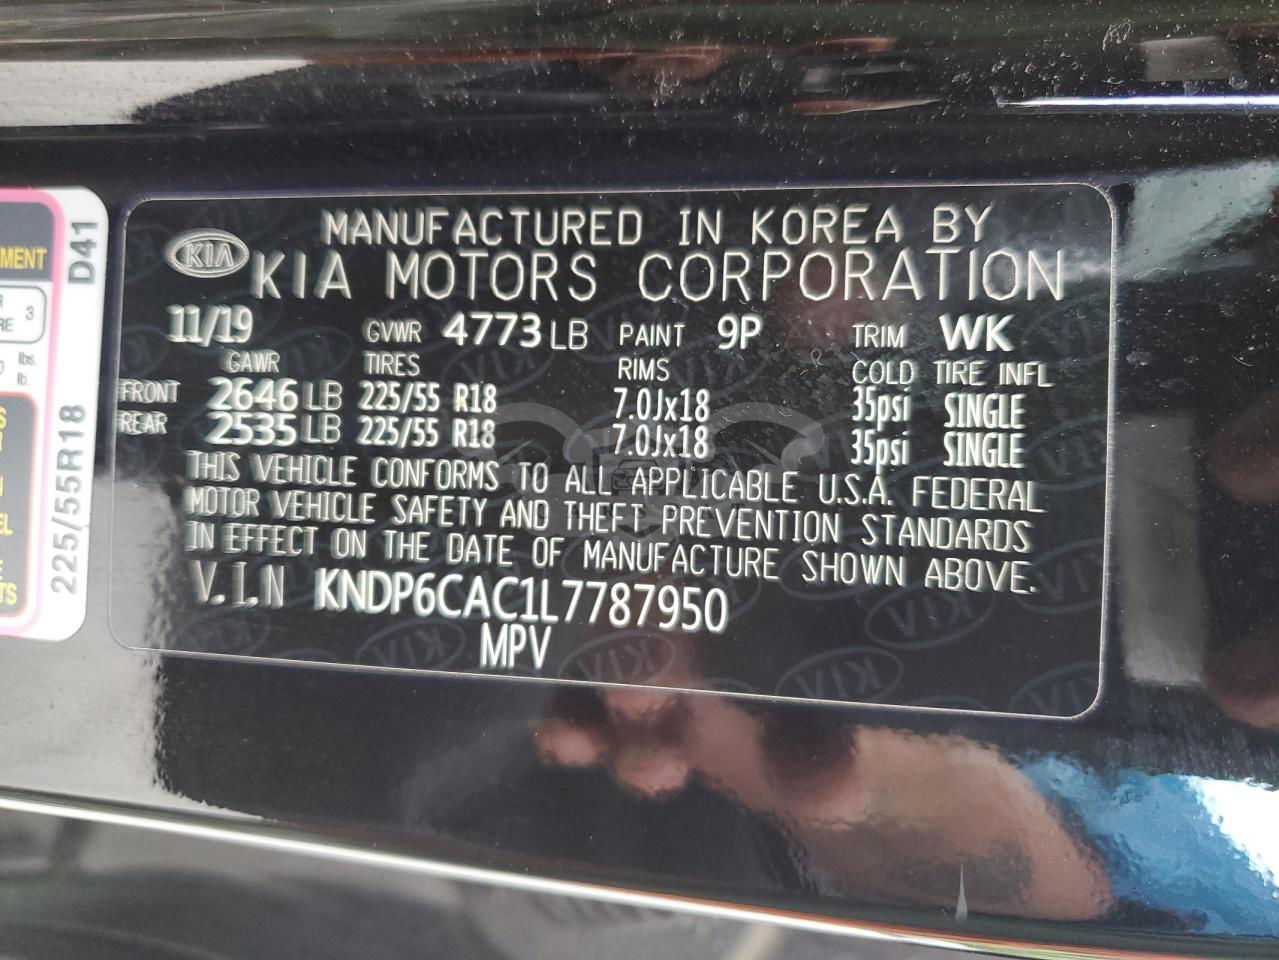 MANUFACTURED IN KOREA BY
KIA
KIA MOTORS CORPORATION
11/19 GVWR 4773 LB PAINT 9P TRIM WK
GAWR TIRES RIMS COLD TIRE INFL
FRONT 2646 LB 225/55 R18 7.0Jx18 35psi SINGLE
REAR 2535 LB 225/55 R18 7.0Jx18 35psi SINGLE
THIS VEHICLE CONFORMS TO ALL APPLICABLE U.S.A. FEDERAL
MOTOR VEHICLE SAFETY AND THEFT PREVENTION STANDARDS
IN EFFECT ON THE DATE OF MANUFACTURE SHOWN ABOVE.
V.I.N KNDP6CAC1L7787950
MPV
225/55R18 D41
3
lbs.
lb.